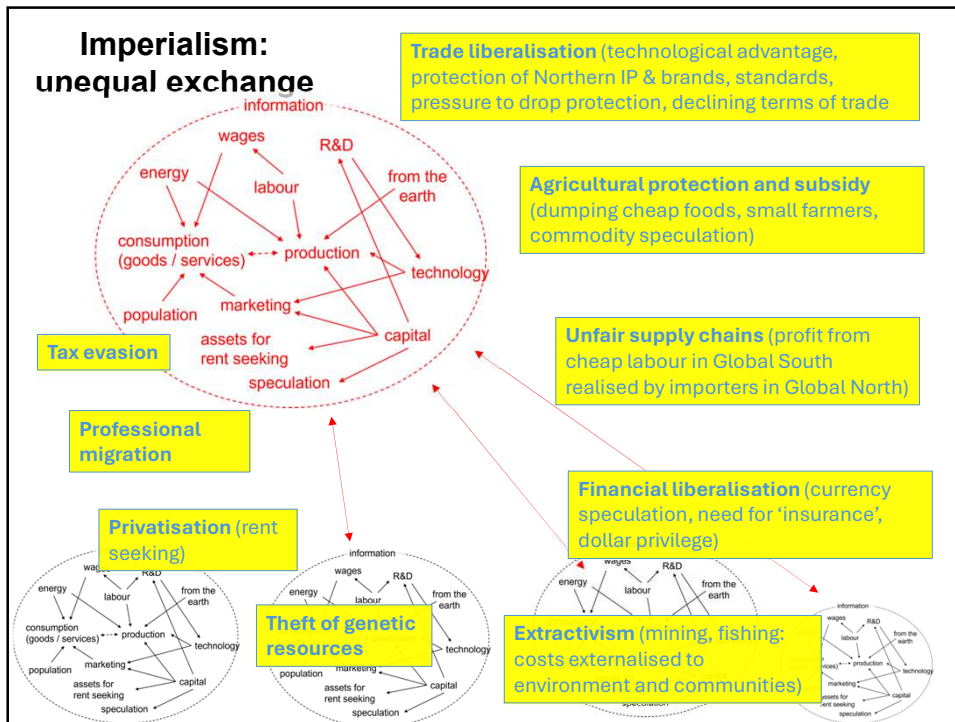 Imperialism:
unequal exchange
Trade liberalisation (technological advantage,
protection of Northern IP & brands, standards,
pressure to drop protection, declining terms of trade
information
wages
R&D
energy
labour
from the
earth
consumption
(goods / services)
production
technology
population
marketing
capital
assets for
rent seeking
speculation
Agricultural protection and subsidy
(dumping cheap foods, small farmers,
commodity speculation)
Unfair supply chains (profit from
cheap labour in Global South
realised by importers in Global North)
Tax evasion
Professional
migration
Financial liberalisation (currency
speculation, need for ‘insurance’,
dollar privilege)
Privatisation (rent
seeking)
wages
R&D
energy
labour
from the
earth
consumption
(goods / services)
production
technology
population
marketing
capital
assets for
rent seeking
speculation
information
wages
R&D
energy
labour
from the
earth
Theft of genetic
resources
technology
population
marketing
capital
assets for
rent seeking
speculation
wages
R&D
energy
labour
from the
earth
Extractivism (mining, fishing:
costs externalised to
environment and communities)
information
wages
R&D
labour
from the
earth
production
technology
marketing
capital
assets for
rent seeking
speculation